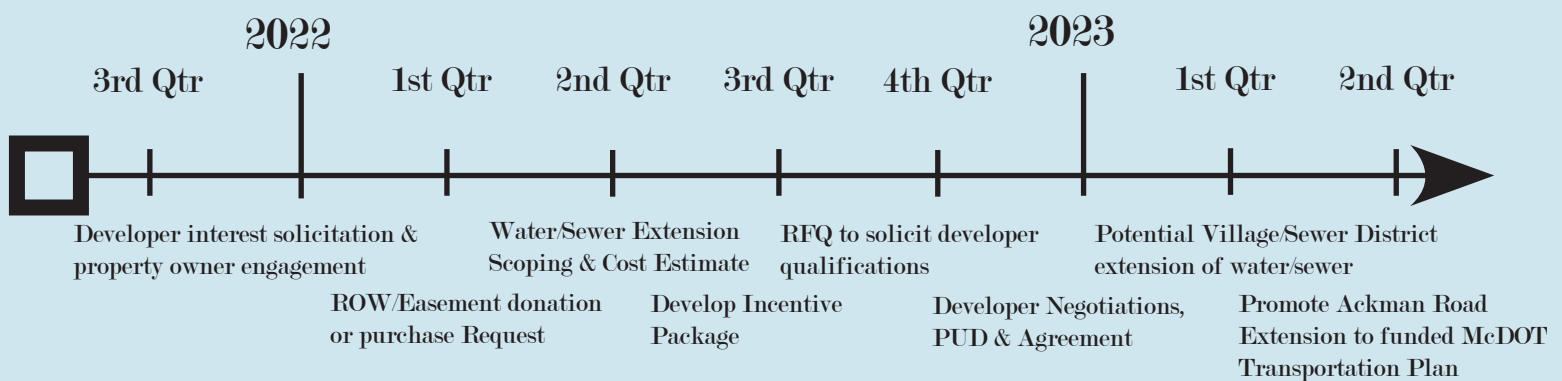 2022
2023
3rd Qtr
1st Qtr
2nd Qtr
3rd Qtr
4th Qtr
1st Qtr
2nd Qtr
Developer interest solicitation &
property owner engagement
ROW/Easement donation
or purchase Request
Water/Sewer Extension
Scoping & Cost Estimate
Develop Incentive
Package
RFQ to solicit developer
qualifications
Developer Negotiations,
PUD & Agreement
Potential Village/Sewer District
extension of water/sewer
Promote Ackman Road
Extension to funded McDOT
Transportation Plan